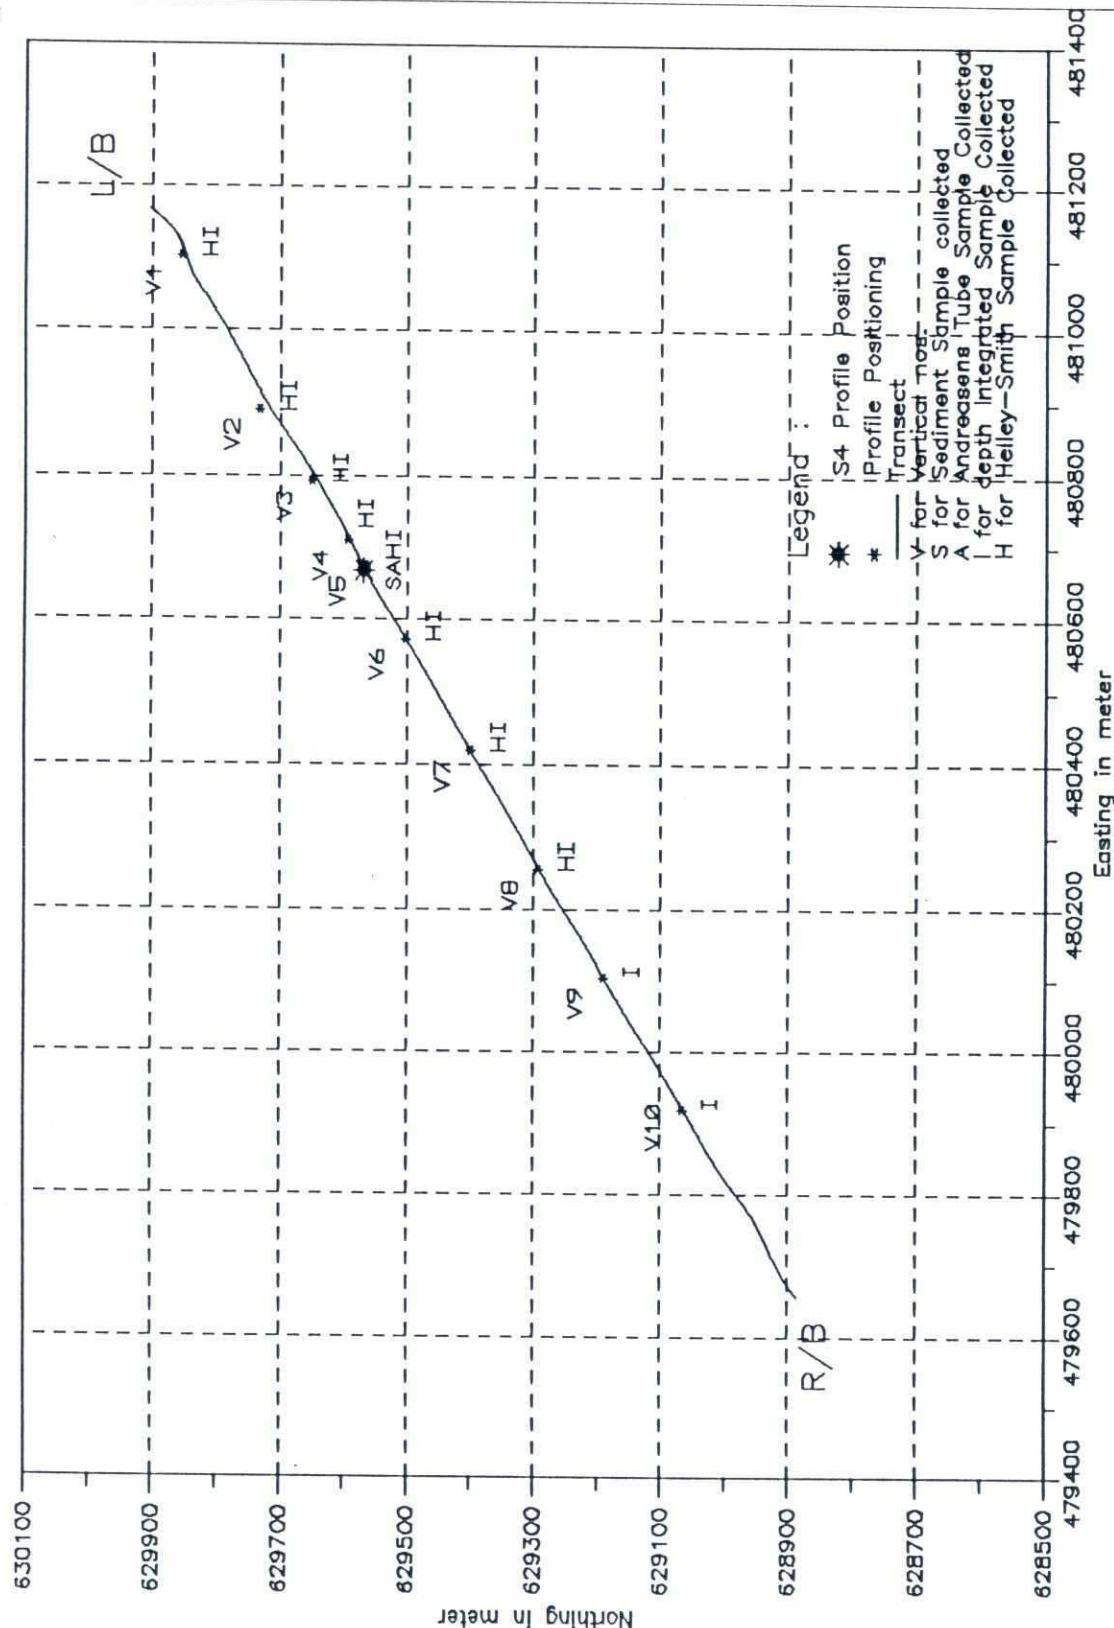 630100
629900
629700
629500
629300
629100
628900
628700
628500
Northing in meter
479400
479600
479800
480000
480200
480400
480600
480800
481000
481200
481400
Easting in meter
L/B
V4
HI
V2
HI
V3
HI
V4
HI
V5
SAHI
V6
HI
V7
HI
V8
HI
V9
I
V10
I
R/B
Legend :
S4 Profile Position
Profile Positioning
Transect
V for Vertical nos.
S for Sediment Sample collected
A for Andreasens Tube Sample Collected
I for depth Integrated Sample Collected
H for Helley-Smith Sample Collected